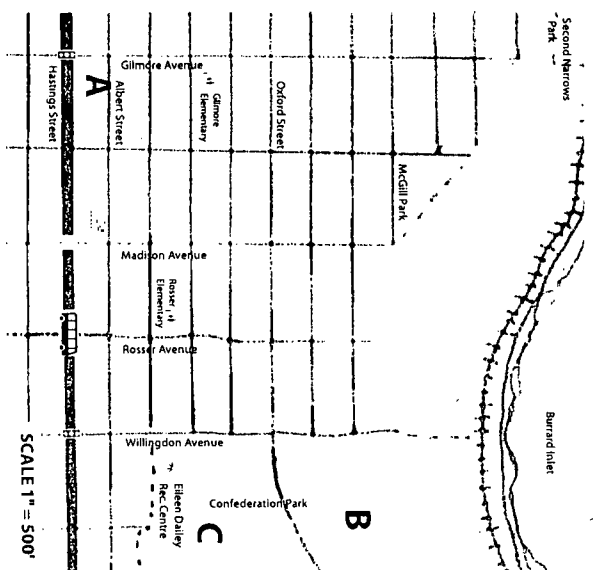 Second Narrows
Park
Gilmore Avenue
Hastings Street
A
Albert Street
Gilmore
Elementary
Oxford Street
McGill Park
Madison Avenue
Rosser
Elementary
Rosser Avenue
Willingdon Avenue
Burrard Inlet
SCALE 1" = 500'
Eileen Dailey
Rec. Centre
Confederation Park
C
B